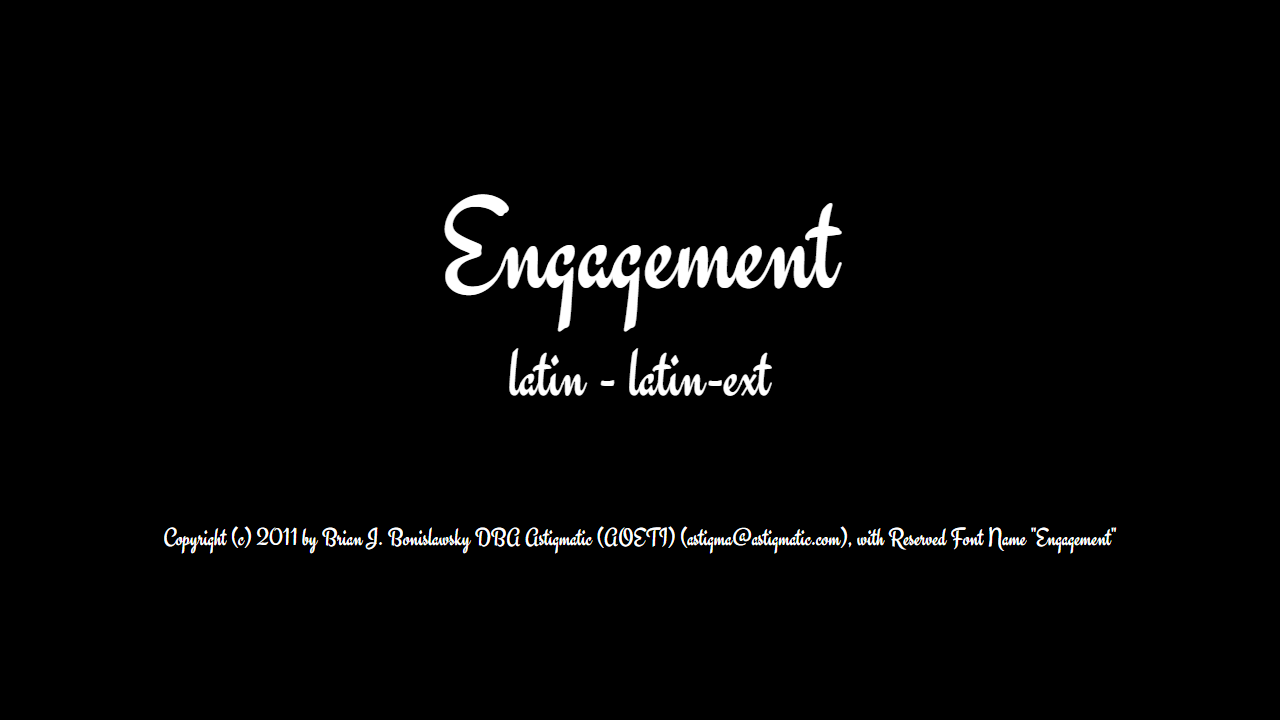 Engagement
latin - latin-ext
Copyright (c) 2011 by Brian J. Bonislawsky DBA Astigmatic (AOETI) (astigma@astigmatic.com), with Reserved Font Name "Engagement"